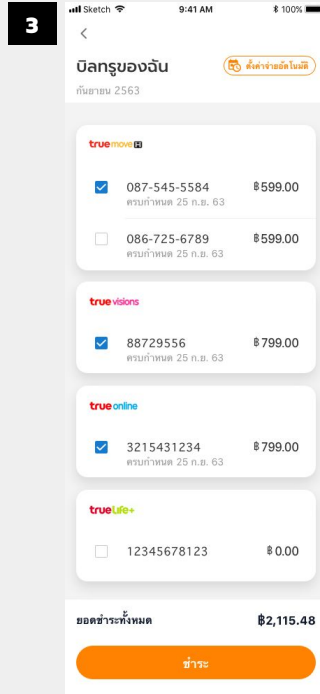 3
Sketch
9:41 AM
100%
บิลทรูของฉัน
ตั้งค่าจ่ายอัตโนมัติ
กันยายน 2563
truemove H
087-545-5584 ฿599.00
ครบกำหนด 25 ก.ย. 63
086-725-6789 ฿599.00
ครบกำหนด 25 ก.ย. 63
truevisions
88729556 ฿799.00
ครบกำหนด 25 ก.ย. 63
trueonline
3215431234 ฿799.00
ครบกำหนด 25 ก.ย. 63
trueLife+
12345678123 ฿0.00
ยอดชำระทั้งหมด ฿2,115.48
ชำระ